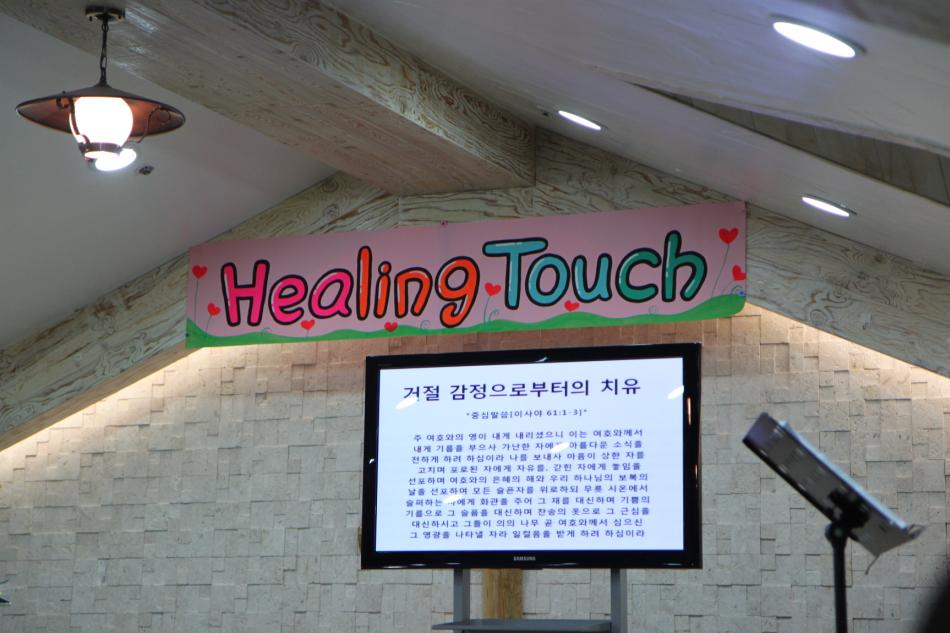 Healing Touch
거절 감정으로부터의 치유
"중심말씀[이사야 61:1-3]"
주 여호와의 영이 내게 내리셨으니 이는 여호와께서
내게 기름을 부으사 가난한 자에게 아름다운 소식을
전하게 하려 하심이라 나를 보내사 마음이 상한 자를
고치며 포로된 자에게 자유를, 갇힌 자에게 놓임을
선포하며 여호와의 은혜의 해와 우리 하나님의 보복의
날을 선포하여 모든 슬픈자를 위로하되 무릇 시온에서
슬퍼하는 자에게 화관을 주어 그 재를 대신하며 기쁨의
기름으로 그 슬픔을 대신하며 찬송의 옷으로 그 근심을
대신하시고 그들이 의의 나무 곧 여호와께서 심으신
그 영광을 나타낼 자라 일컬음을 받게 하려 하심이라
SAMSUNG